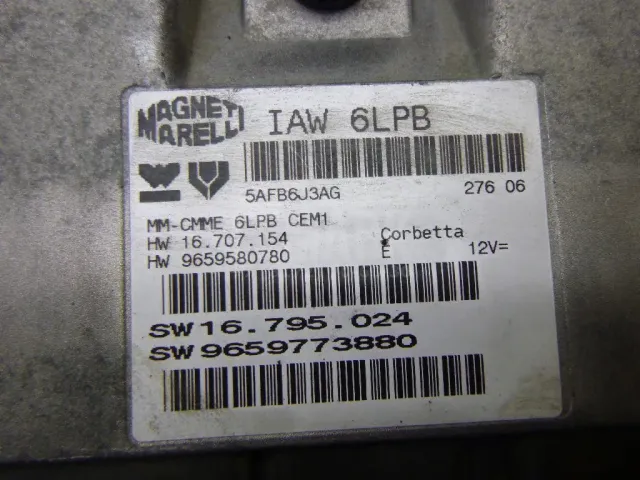 MAGNETI MARELLI
IAW 6LPB
5AFB6J3AG 276 06
MM-CMME 6LPB CEM1
HW 16.707.154 Corbetta
HW 9659580780 E 12V=
SW 16.795.024
SW 9659773880